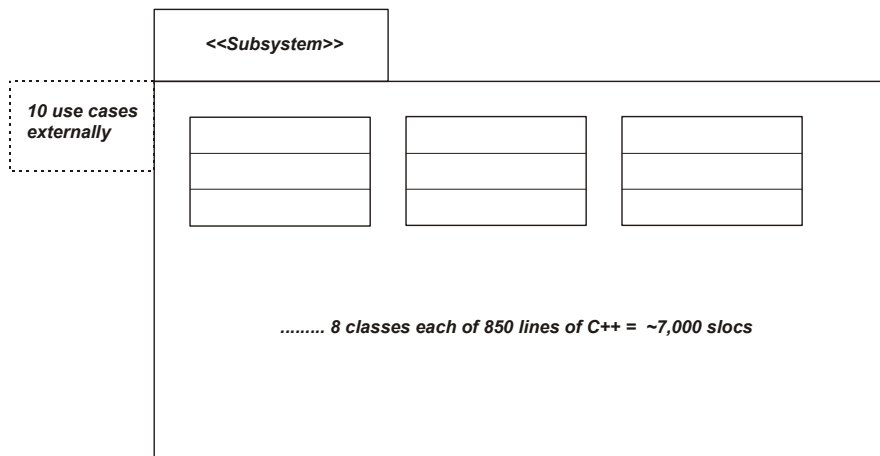 <<Subsystem>>
10 use cases
externally
......... 8 classes each of 850 lines of C++ = ~7,000 slocs